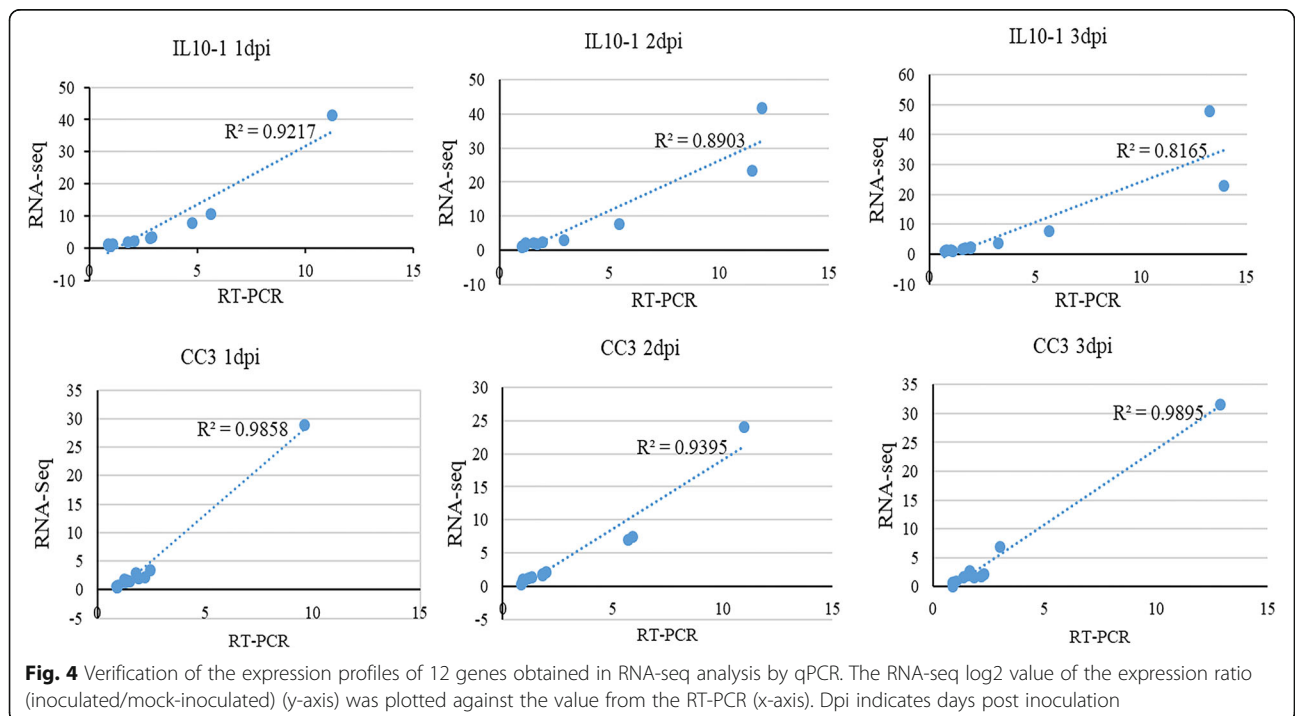 IL10-1 1dpi
50
40
30
20
10
0
-10
0
5
10
15
RNA-seq
RT-PCR
R² = 0.9217
IL10-1 2dpi
50
40
30
20
10
0
-10
0
5
10
15
RNA-seq
RT-PCR
R² = 0.8903
IL10-1 3dpi
60
50
40
30
20
10
0
-10
0
5
10
15
RNA-seq
RT-PCR
R² = 0.8165
CC3 1dpi
35
30
25
20
15
10
5
0
-5
0
5
10
15
RNA-Seq
RT-PCR
R² = 0.9858
CC3 2dpi
30
25
20
15
10
5
0
-5
0
5
10
15
RNA-seq
RT-PCR
R² = 0.9395
CC3 3dpi
35
30
25
20
15
10
5
0
-5
0
5
10
15
RNA-seq
RT-PCR
R² = 0.9895
Fig. 4 Verification of the expression profiles of 12 genes obtained in RNA-seq analysis by qPCR. The RNA-seq log2 value of the expression ratio
(inoculated/mock-inoculated) (y-axis) was plotted against the value from the RT-PCR (x-axis). Dpi indicates days post inoculation